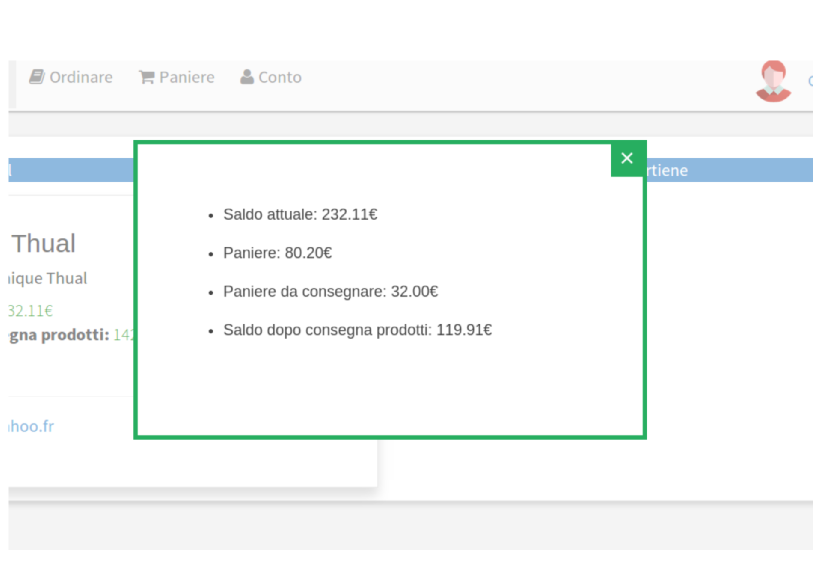 Ordinare Paniere Conto
rtiene
Saldo attuale: 232.11€
Paniere: 80.20€
Paniere da consegnare: 32.00€
Saldo dopo consegna prodotti: 119.91€
Thual
ique Thual
32.11€
gna prodotti: 142
hoo.fr